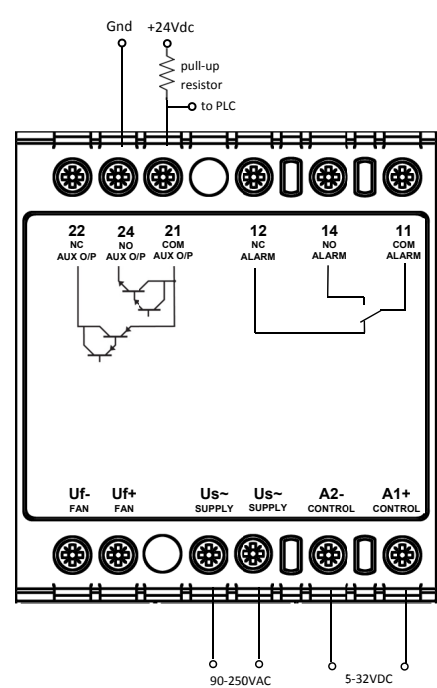 Gnd +24Vdc
pull-up
resistor
to PLC
22 24 21 12 14 11
NC NO COM NC NO COM
AUX O/P AUX O/P AUX O/P ALARM ALARM ALARM
Uf- Uf+ Us~ Us~ A2- A1+
FAN FAN SUPPLY SUPPLY CONTROL CONTROL
90-250VAC 5-32VDC